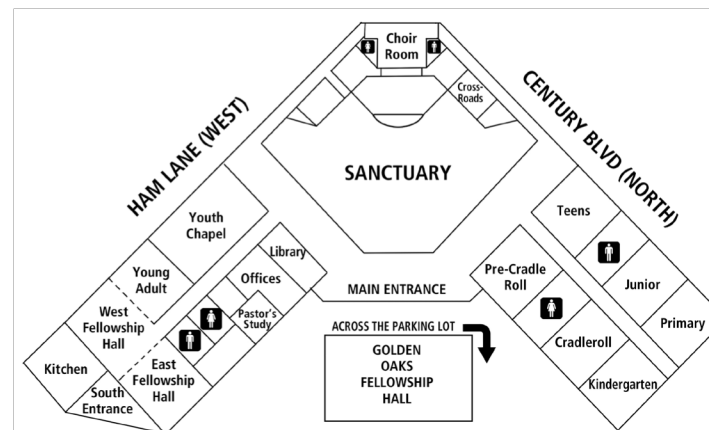 Choir
Room
Cross-
Roads
HAM LANE (WEST)
CENTURY BLVD (NORTH)
SANCTUARY
Youth
Chapel
Teens
Library
Young
Adult
Offices
Pre-Cradle
Roll
Junior
MAIN ENTRANCE
West
Fellowship
Hall
Pastor's
Study
Primary
ACROSS THE PARKING LOT
Cradleroll
GOLDEN
OAKS
FELLOWSHIP
HALL
Kitchen
East
Fellowship
Hall
Kindergarten
South
Entrance